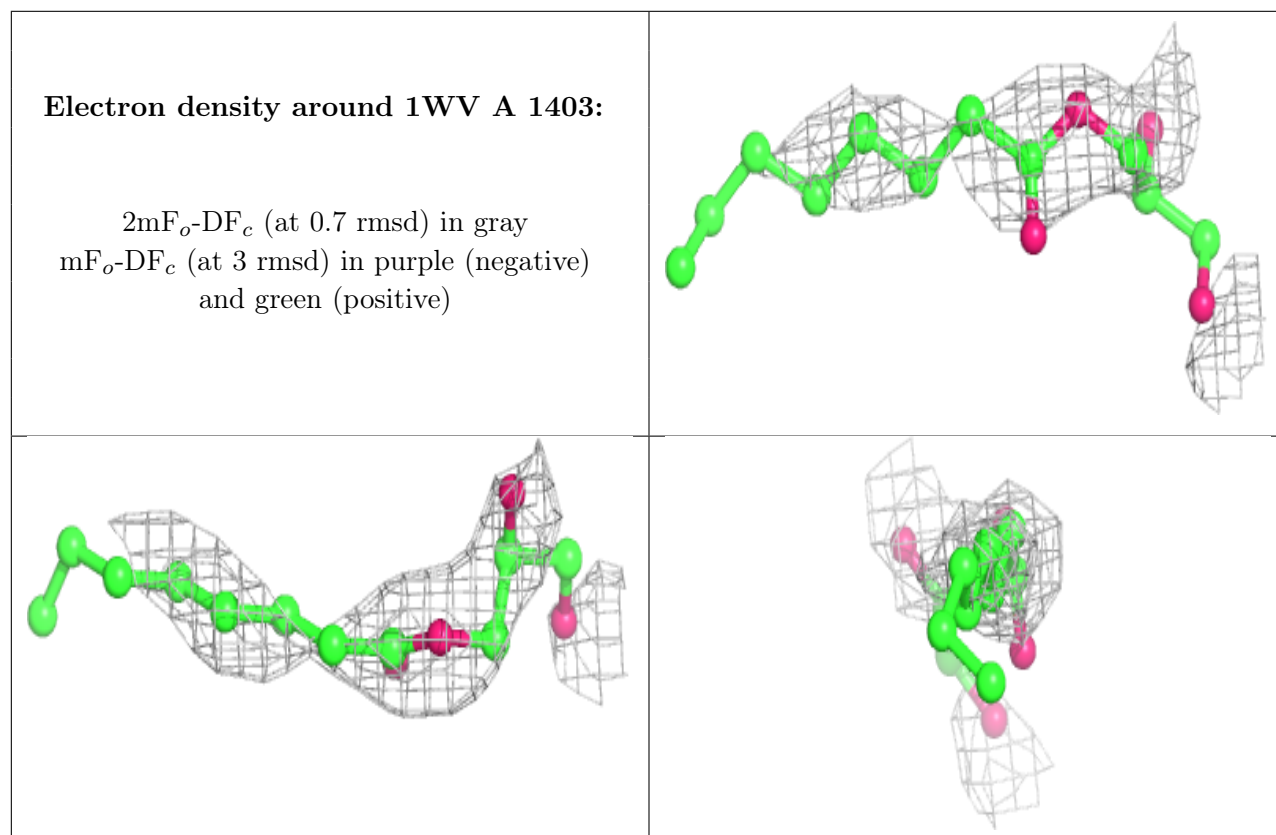 Electron density around 1WV A 1403:
2mF$_o$-DF$_c$ (at 0.7 rmsd) in gray
mF$_o$-DF$_c$ (at 3 rmsd) in purple (negative)
and green (positive)